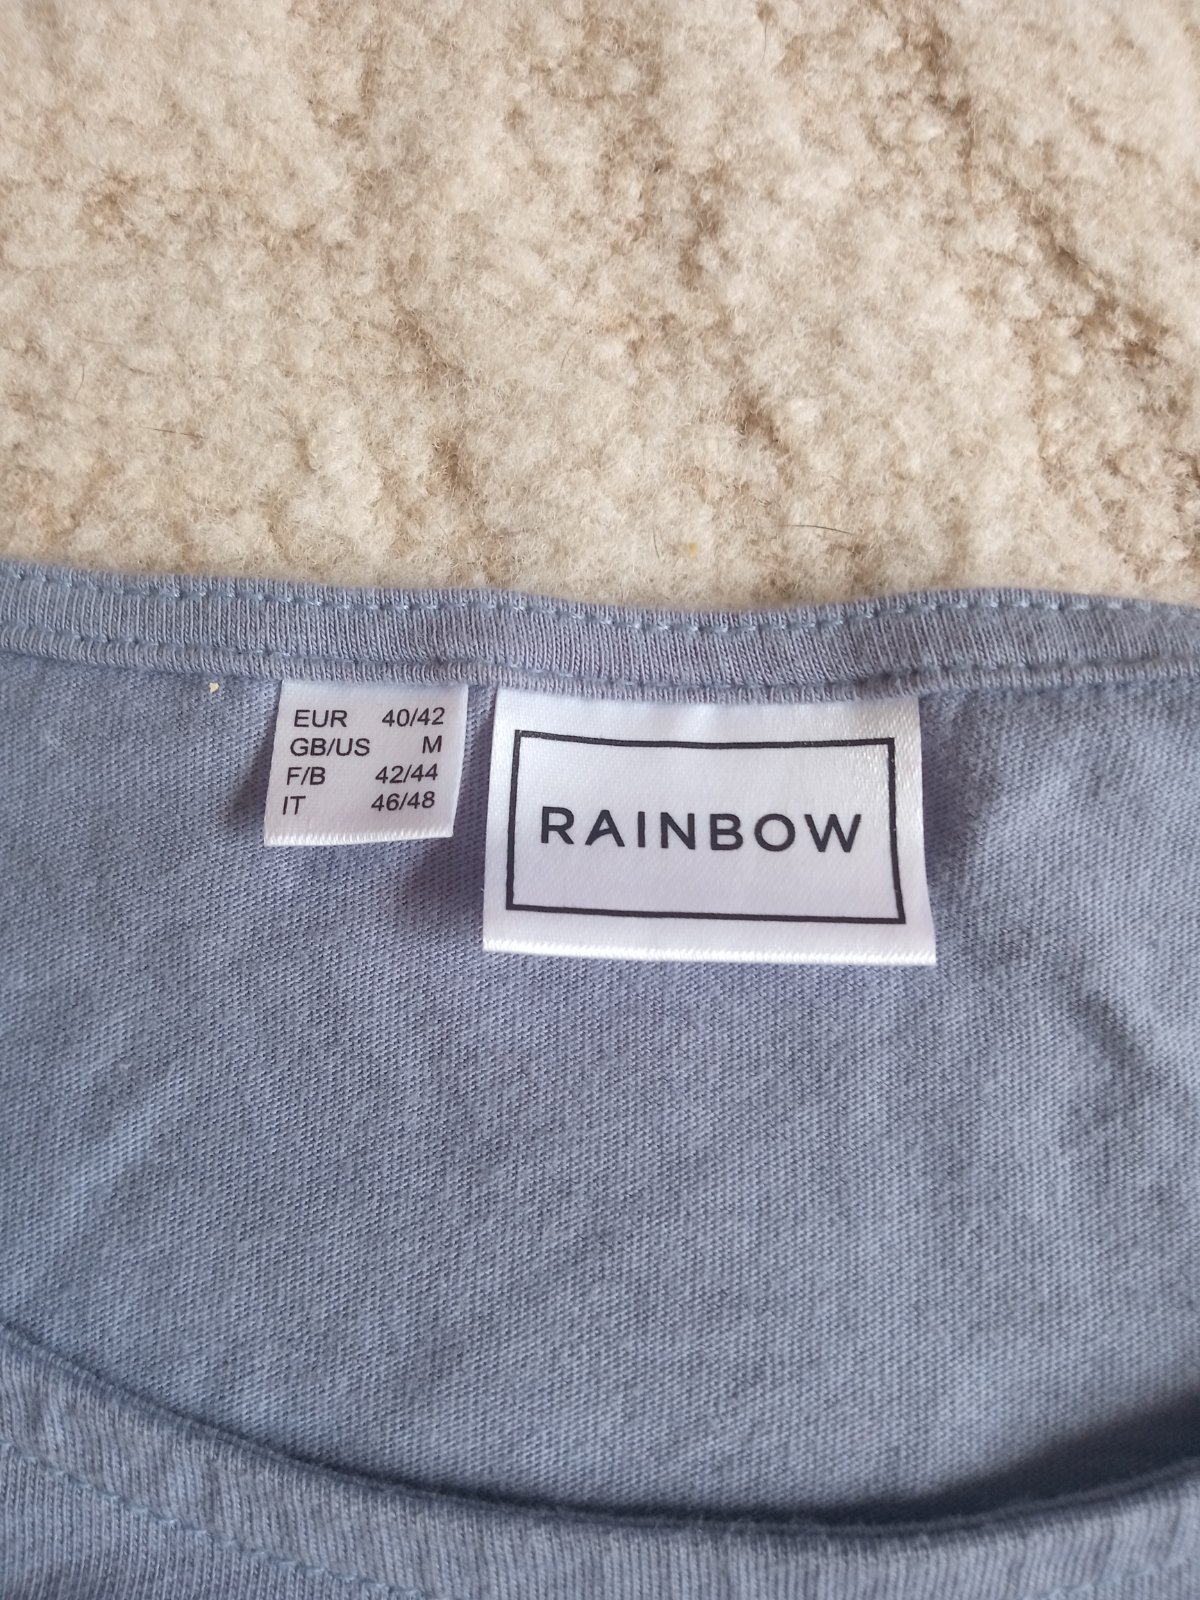 EUR 40/42
GB/US M
F/B 42/44
IT 46/48
RAINBOW